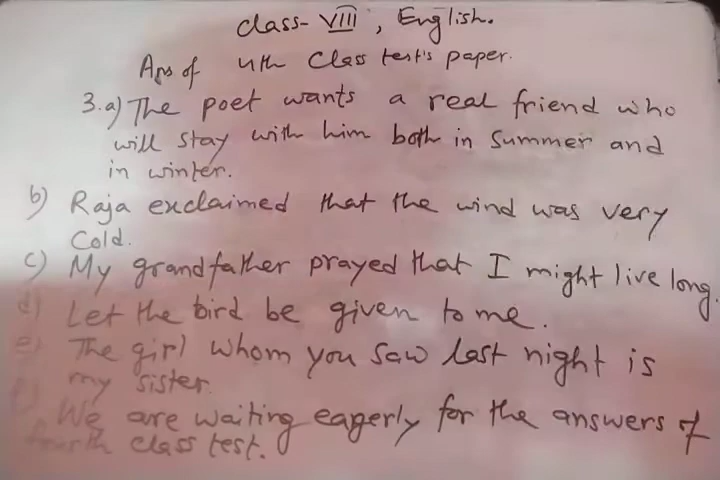 Class- VIII, English.
Ans of 4th Class test's paper.
3.a) The poet wants a real friend who
will stay with him both in summer and
in winter.
b) Raja exclaimed that the wind was very
Cold.
c) My grandfather prayed that I might live long.
d) Let the bird be given to me.
e) The girl whom you saw last night is
my sister.
f) We are waiting eagerly for the answers of
fourth class test.